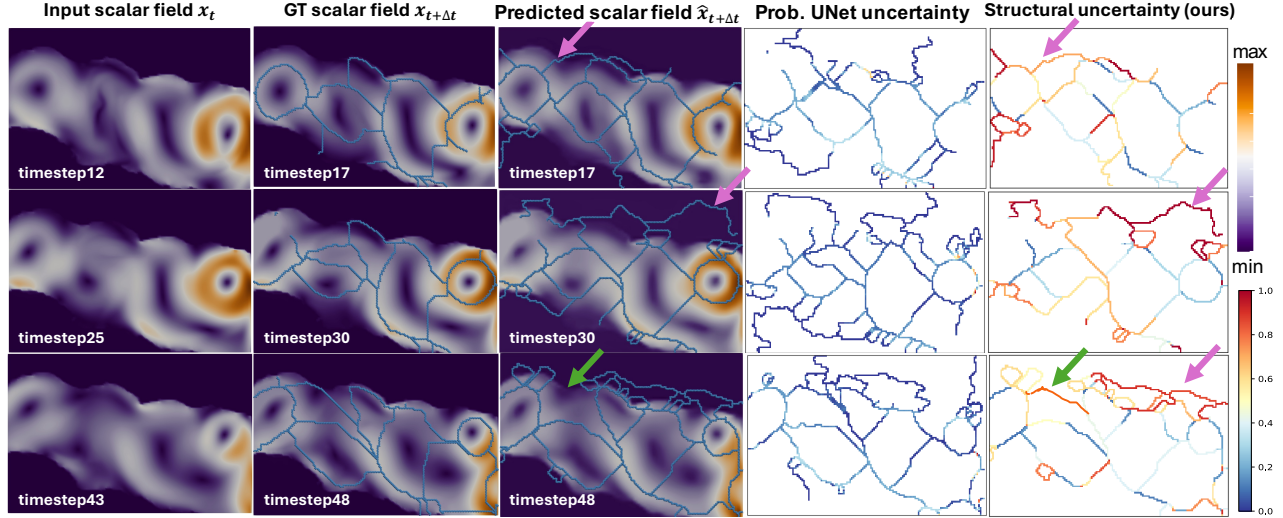 Input scalar field x_t GT scalar field x_{t+Δt} Predicted scalar field x̂_{t+Δt} Prob. UNet uncertainty Structural uncertainty (ours)
max
timestep12 timestep17 timestep17
min
timestep25 timestep30 timestep30
1.0
0.8
0.6
0.4
0.2
0.0
timestep43 timestep48 timestep48